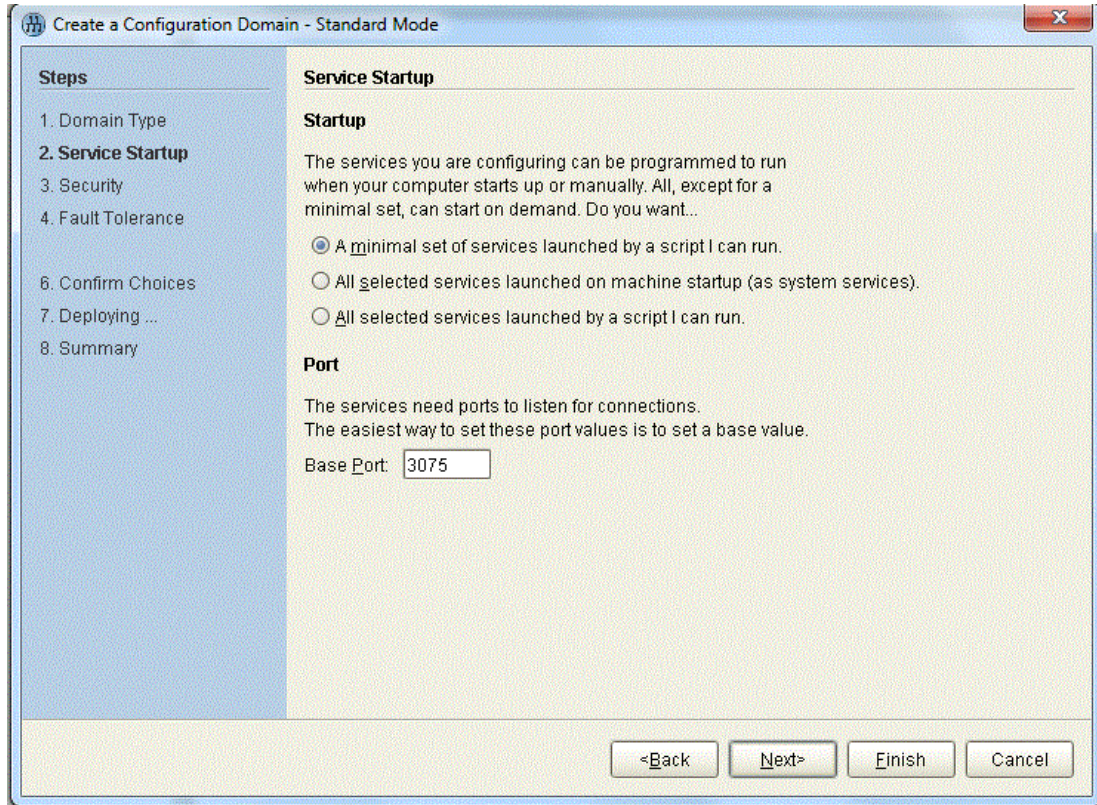 Create a Configuration Domain - Standard Mode
Steps
1. Domain Type
2. Service Startup
3. Security
4. Fault Tolerance
6. Confirm Choices
7. Deploying ...
8. Summary
Service Startup
Startup
The services you are configuring can be programmed to run
when your computer starts up or manually. All, except for a
minimal set, can start on demand. Do you want...
A minimal set of services launched by a script I can run.
All selected services launched on machine startup (as system services).
All selected services launched by a script I can run.
Port
The services need ports to listen for connections.
The easiest way to set these port values is to set a base value.
Base Port: 3075
<Back Next> Finish Cancel